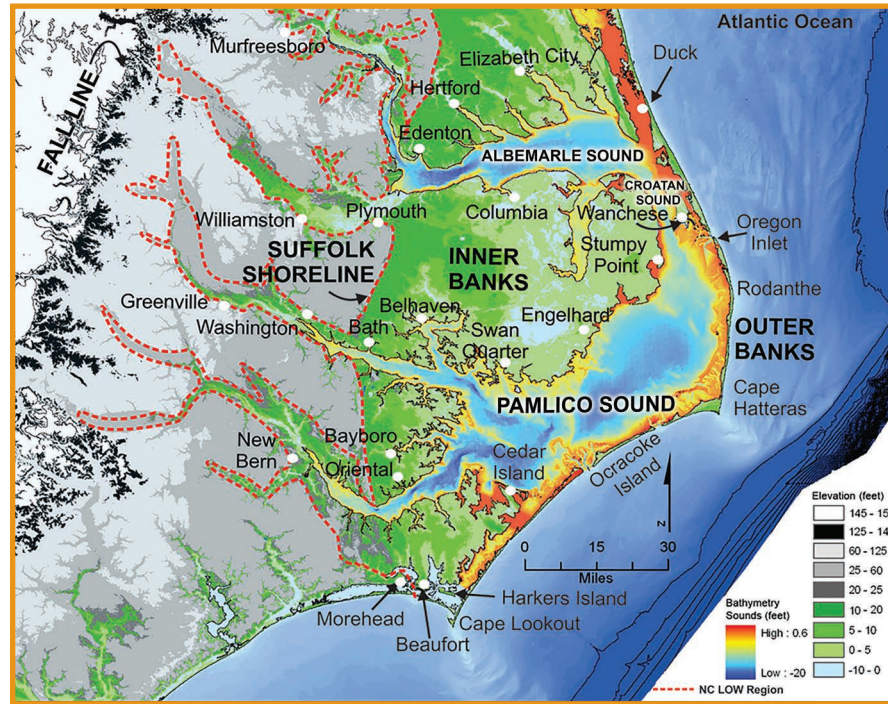 Atlantic Ocean
Murfreesboro
Elizabeth City
Duck
Hertford
FALL LINE
Edenton
ALBEMARLE SOUND
CROATAN
SOUND
Williamston
Plymouth
Columbia
Wanchese
Oregon
Inlet
SUFFOLK
SHORELINE
INNER
BANKS
Stumpy
Point
Rodanthe
Greenville
Belhaven
Engelhard
Washington
Bath
Swan
Quarter
OUTER
BANKS
PAMLICO SOUND
Cape
Hatteras
New
Bern
Bayboro
Oriental
Cedar
Island
Ocracoke
Island
N
0 15 30
Miles
Morehead
Beaufort
Harkers Island
Cape Lookout
Elevation (feet)
145 - 15
125 - 14
60 - 125
25 - 60
20 - 25
10 - 20
5 - 10
0 - 5
-10 - 0
Bathymetry
Sounds (feet)
High : 0.6
Low : -20
NC LOW Region